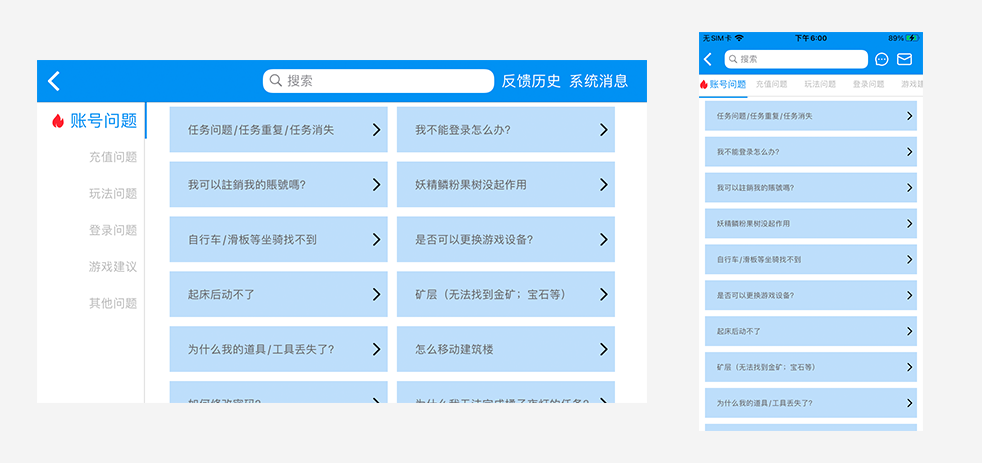 搜索
反馈历史 系统消息
账号问题
充值问题
玩法问题
登录问题
游戏建议
其他问题
任务问题/任务重复/任务消失
我不能登录怎么办?
我可以註銷我的賬號嗎?
妖精鳞粉果树没起作用
自行车/滑板等坐骑找不到
是否可以更换游戏设备?
起床后动不了
矿层（无法找到金矿；宝石等）
为什么我的道具/工具丢失了?
怎么移动建筑楼
如何修改密码?
无SIM卡 下午6:00 89%
搜索
账号问题 充值问题 玩法问题 登录问题 游戏建
任务问题/任务重复/任务消失
我不能登录怎么办?
我可以註銷我的賬號嗎?
妖精鳞粉果树没起作用
自行车/滑板等坐骑找不到
是否可以更换游戏设备?
起床后动不了
矿层（无法找到金矿；宝石等）
为什么我的道具/工具丢失了?